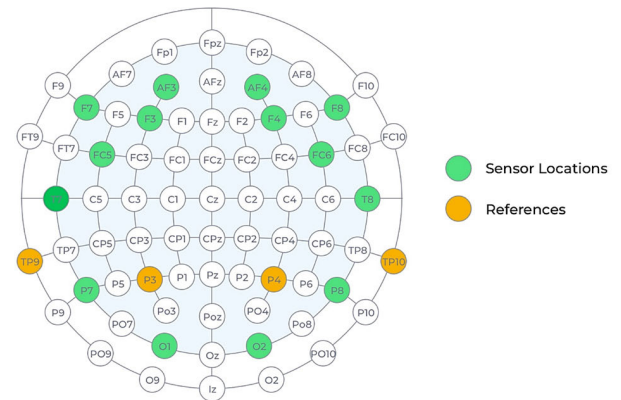 Fpz
Fp1
Fp2
AF7
AFz
AF8
AF3
AF4
F9
F10
F7
F5
F3
F1
Fz
F2
F4
F6
F8
FT9
FT7
FC5
FC3
FC1
FCz
FC2
FC4
FC6
FC8
FC10
Sensor Locations
C5
C3
C1
Cz
C2
C4
C6
T8
References
TP9
TP7
CP5
CP3
CP1
CPz
CP2
CP4
CP6
TP8
TP10
P7
P5
P3
P1
Pz
P2
P4
P6
P8
P9
PO7
Po3
Poz
PO4
Po8
P10
PO9
O1
Oz
O2
PO10
O9
Iz
O2